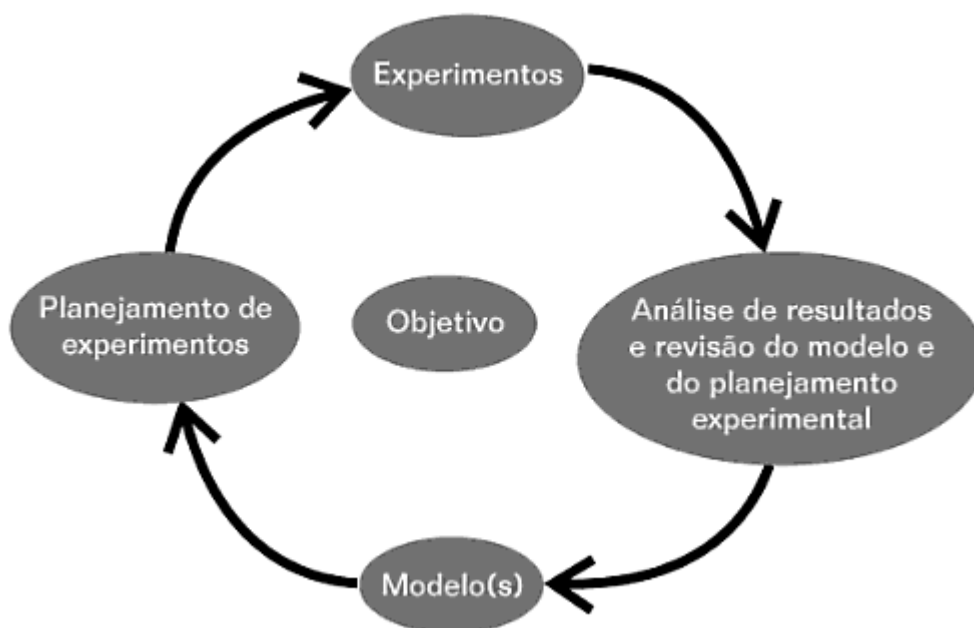 Experimentos
Planejamento de
experimentos
Objetivo
Análise de resultados
e revisão do modelo e
do planejamento
experimental
Modelo(s)